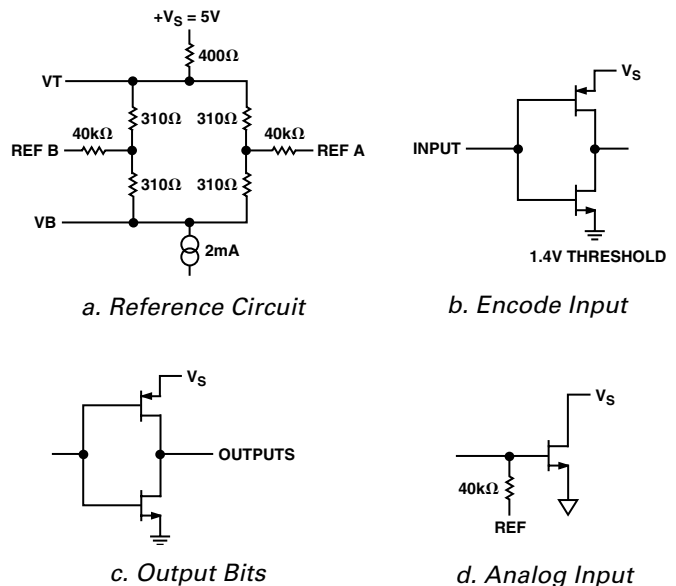 +VS = 5V
400Ω
VT
310Ω 310Ω
40kΩ 40kΩ
REF B REF A
310Ω 310Ω
VB
2mA
a. Reference Circuit
VS
INPUT
1.4V THRESHOLD
b. Encode Input
VS
OUTPUTS
c. Output Bits
VS
40kΩ
REF
d. Analog Input